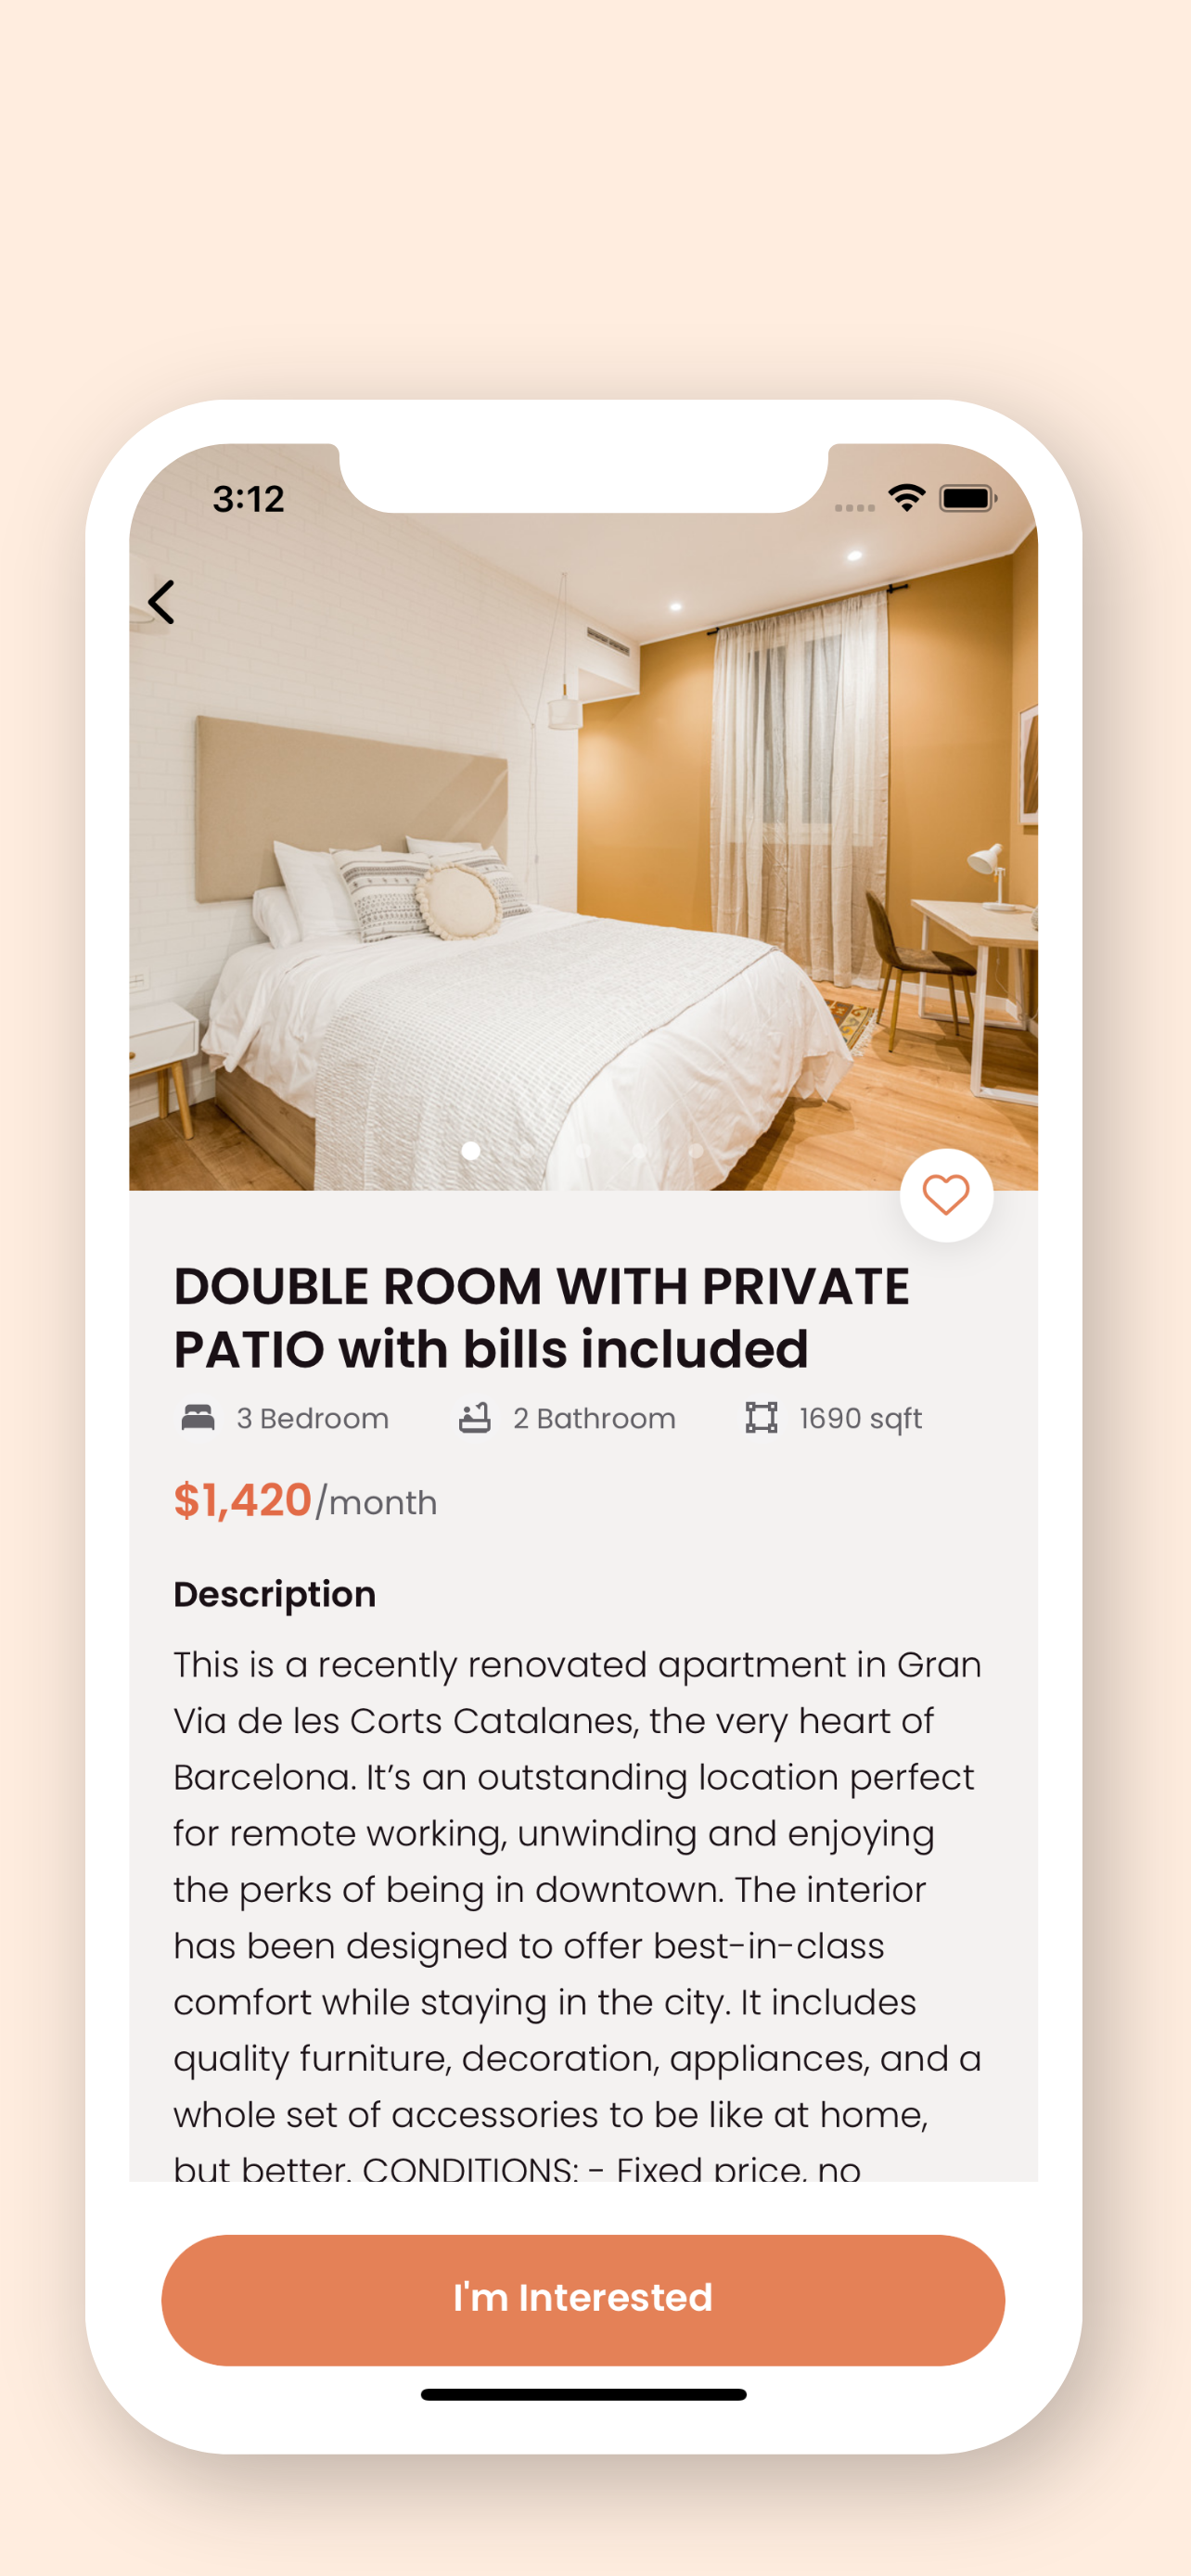 3:12
DOUBLE ROOM WITH PRIVATE
PATIO with bills included
3 Bedroom
2 Bathroom
1690 sqft
$1,420/month
Description
This is a recently renovated apartment in Gran
Via de les Corts Catalanes, the very heart of
Barcelona. It’s an outstanding location perfect
for remote working, unwinding and enjoying
the perks of being in downtown. The interior
has been designed to offer best-in-class
comfort while staying in the city. It includes
quality furniture, decoration, appliances, and a
whole set of accessories to be like at home,
but better. CONDITIONS: - Fixed price, no
I'm Interested